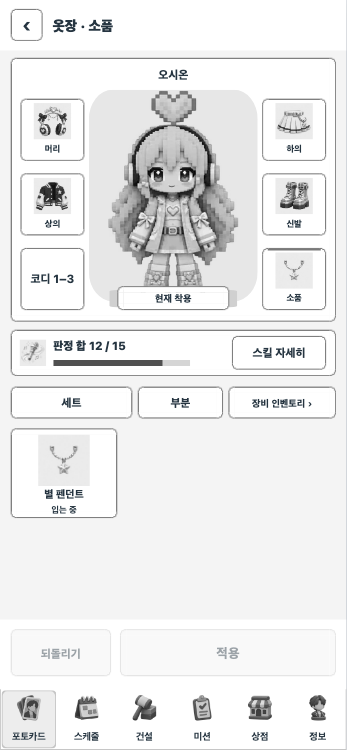 ‹ 옷장 · 소품
오시온
머리
하의
상의
신발
코디 1–3
소품
현재 착용
판정 합 12 / 15
스킬 자세히
세트
부분
장비 인벤토리 ›
별 펜던트
입는 중
되돌리기
적용
포토카드
스케줄
건설
미션
상점
정보